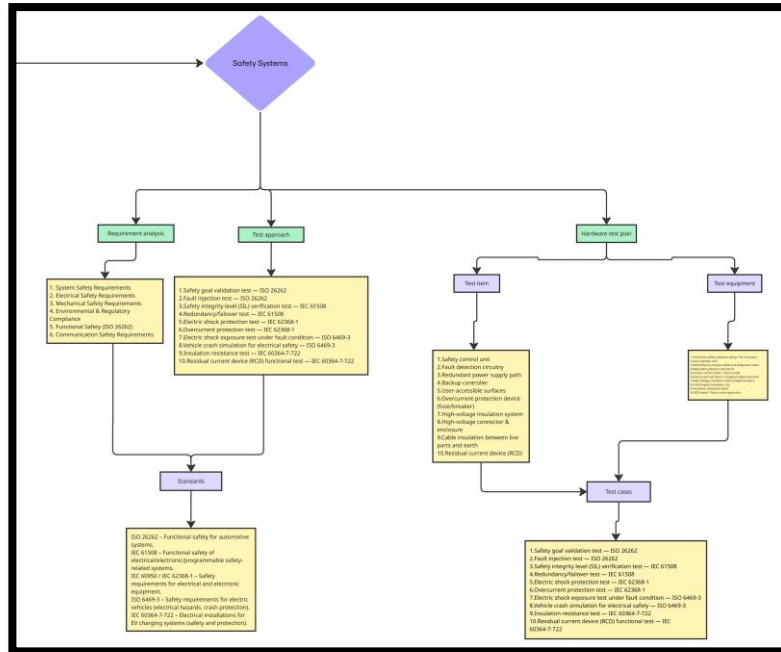 Safety Systems
Requirement analysis
Test approach
Hardware test plan
1. System Safety Requirements
2. Electrical Safety Requirements
3. Mechanical Safety Requirements
4. Environmental & Regulatory
Compliance
5. Functional Safety (ISO 26262)
6. Communication Safety Requirements
1.Safety goal validation test — ISO 26262
2.Fault injection test — ISO 26262
3.Safety integrity level (SIL) verification test — IEC 61508
4.Redundancy/failover test — IEC 61508
5.Electric shock protection test — IEC 62368-1
6.Overcurrent protection test — IEC 62368-1
7.Electric shock exposure test under fault condition — ISO 6469-3
8.Vehicle crash simulation for electrical safety — ISO 6469-3
9.Insulation resistance test — IEC 60364-7-722
10.Residual current device (RCD) functional test — IEC 60364-7-722
Test item
Test equipment
1.Safety control unit
2.Fault detection circuitry
3.Redundant power supply path
4.Backup controller
5.User-accessible surfaces
6.Overcurrent protection device
(fuse/breaker)
7.High-voltage insulation system
8.High-voltage connector &
enclosure
9.Cable insulation between live
parts and earth
10.Residual current device (RCD)
Standards
Test cases
ISO 26262 – Functional safety for automotive
systems.
IEC 61508 – Functional safety of
electrical/electronic/programmable safety-
related systems.
IEC 60950 / IEC 62368-1 – Safety
requirements for electrical and electronic
equipment.
ISO 6469-3 – Safety requirements for electric
vehicles (electrical hazards, crash protection).
IEC 60364-7-722 – Electrical installations for
EV charging systems (safety and protection).
1.Safety goal validation test — ISO 26262
2.Fault injection test — ISO 26262
3.Safety integrity level (SIL) verification test — IEC 61508
4.Redundancy/failover test — IEC 61508
5.Electric shock protection test — IEC 62368-1
6.Overcurrent protection test — IEC 62368-1
7.Electric shock exposure test under fault condition — ISO 6469-3
8.Vehicle crash simulation for electrical safety — ISO 6469-3
9.Insulation resistance test — IEC 60364-7-722
10.Residual current device (RCD) functional test — IEC
60364-7-722